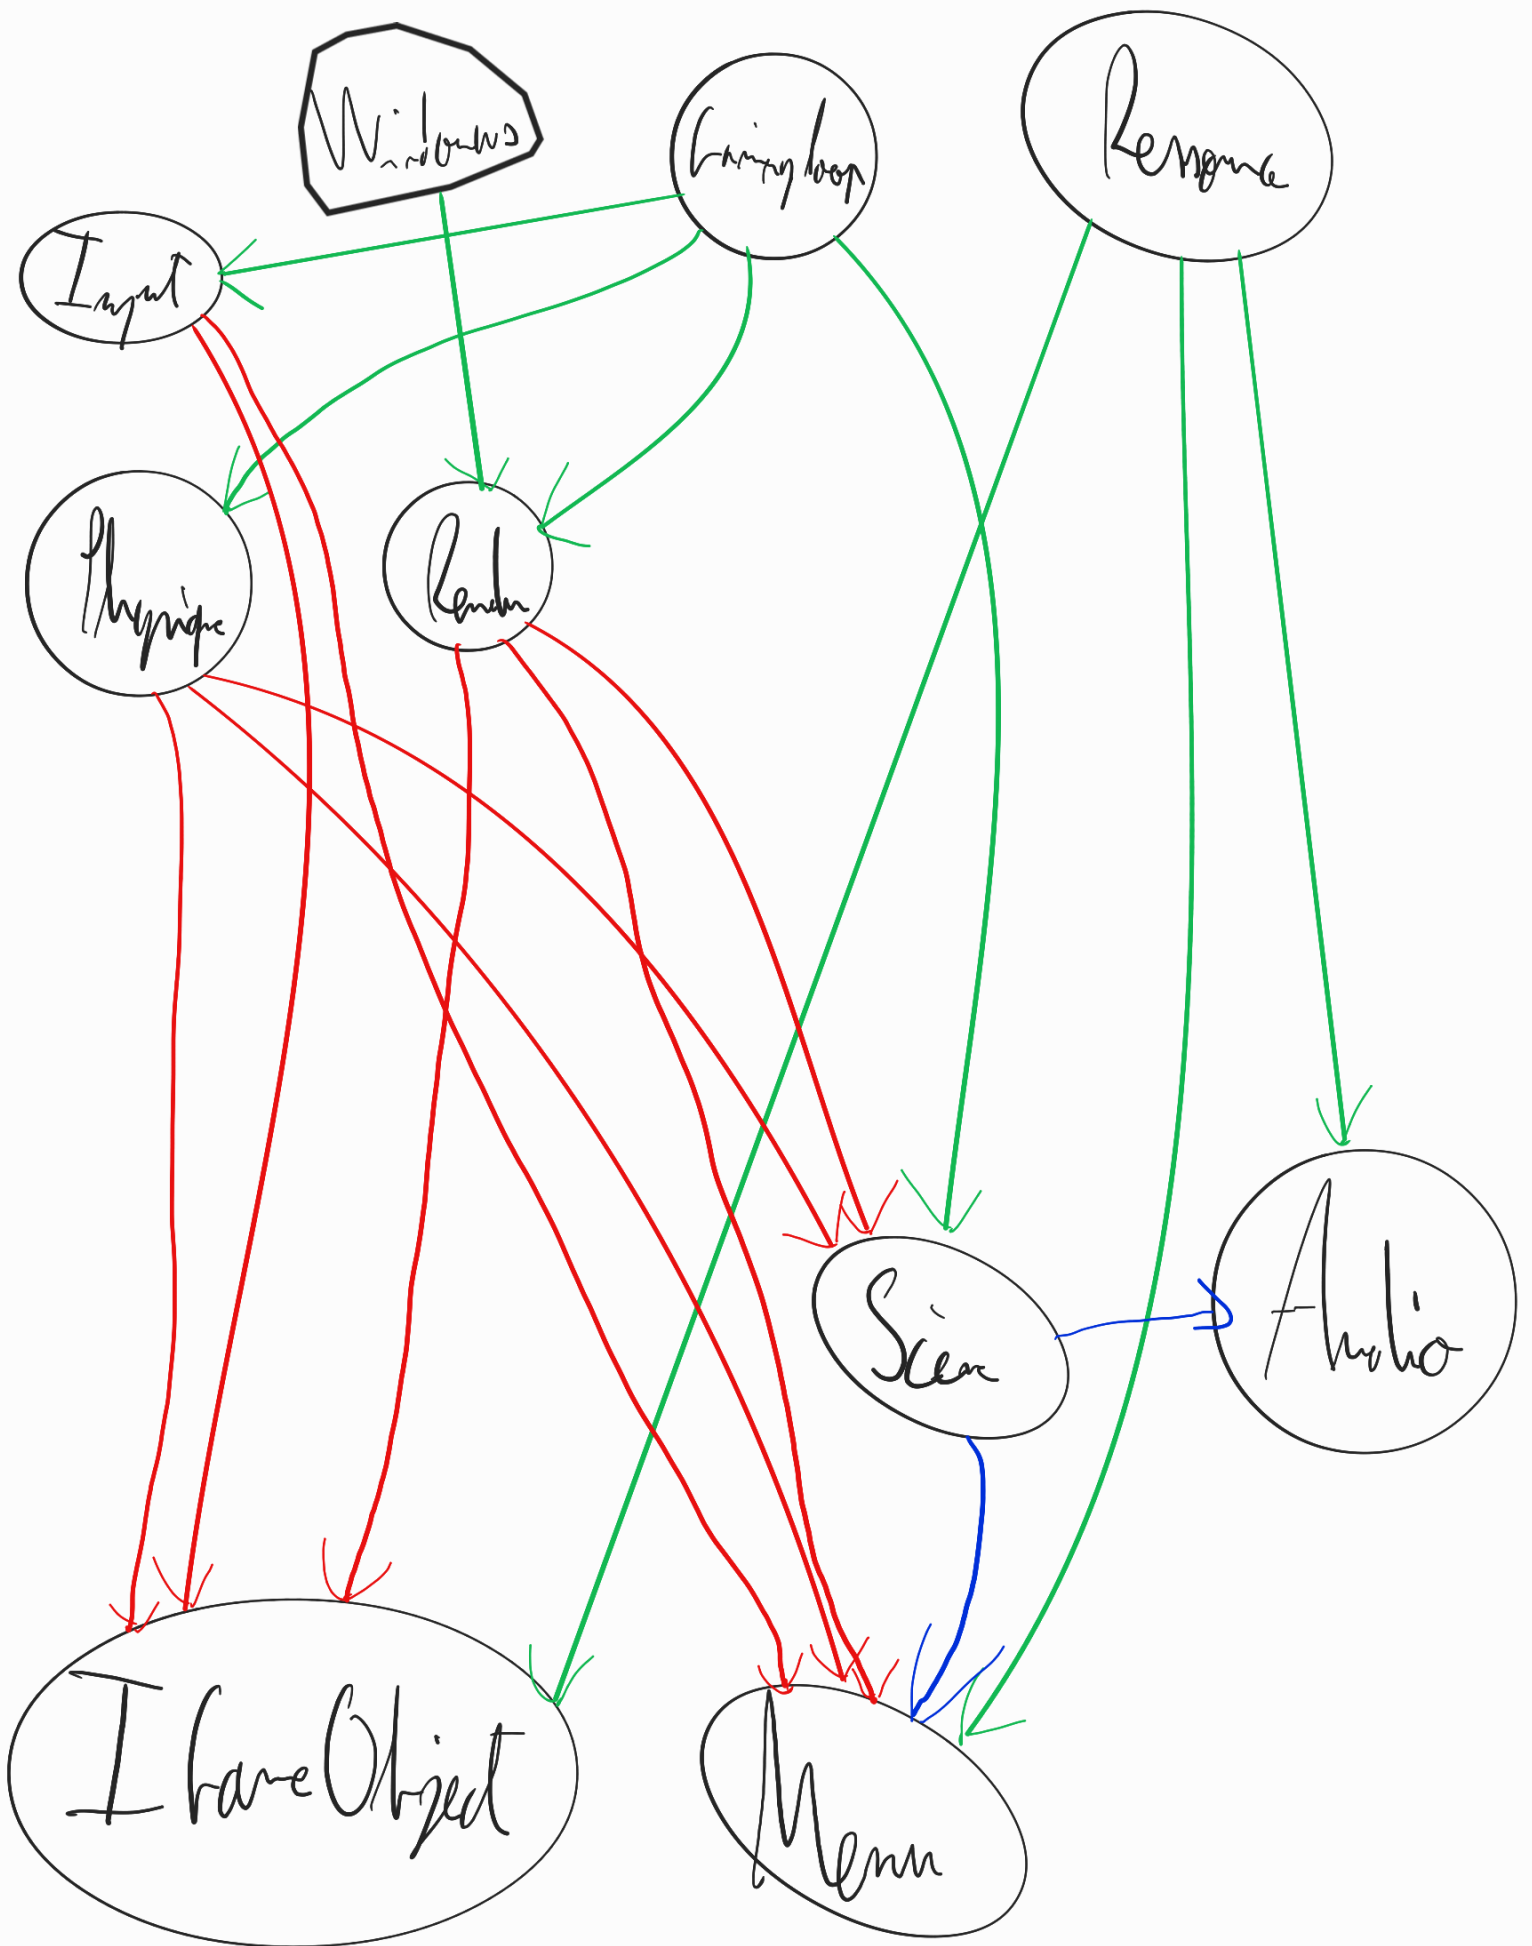 Windows
Gaming loop
Ressource
Input
Physique
Render
Scène
Audio
IGameObject
Menu